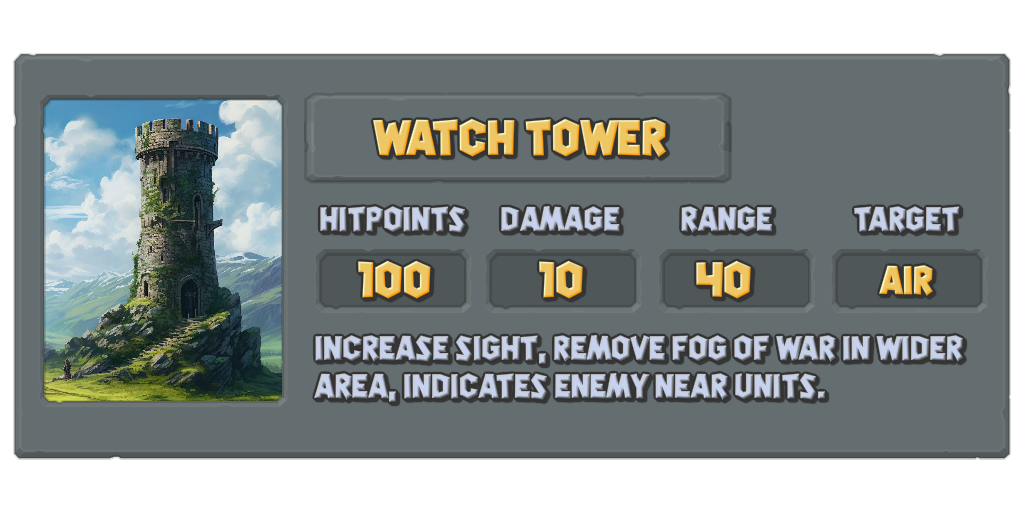 WATCH TOWER
HITPOINTS DAMAGE RANGE TARGET
100 10 40 AIR
INCREASE SIGHT, REMOVE FOG OF WAR IN WIDER
AREA, INDICATES ENEMY NEAR UNITS.